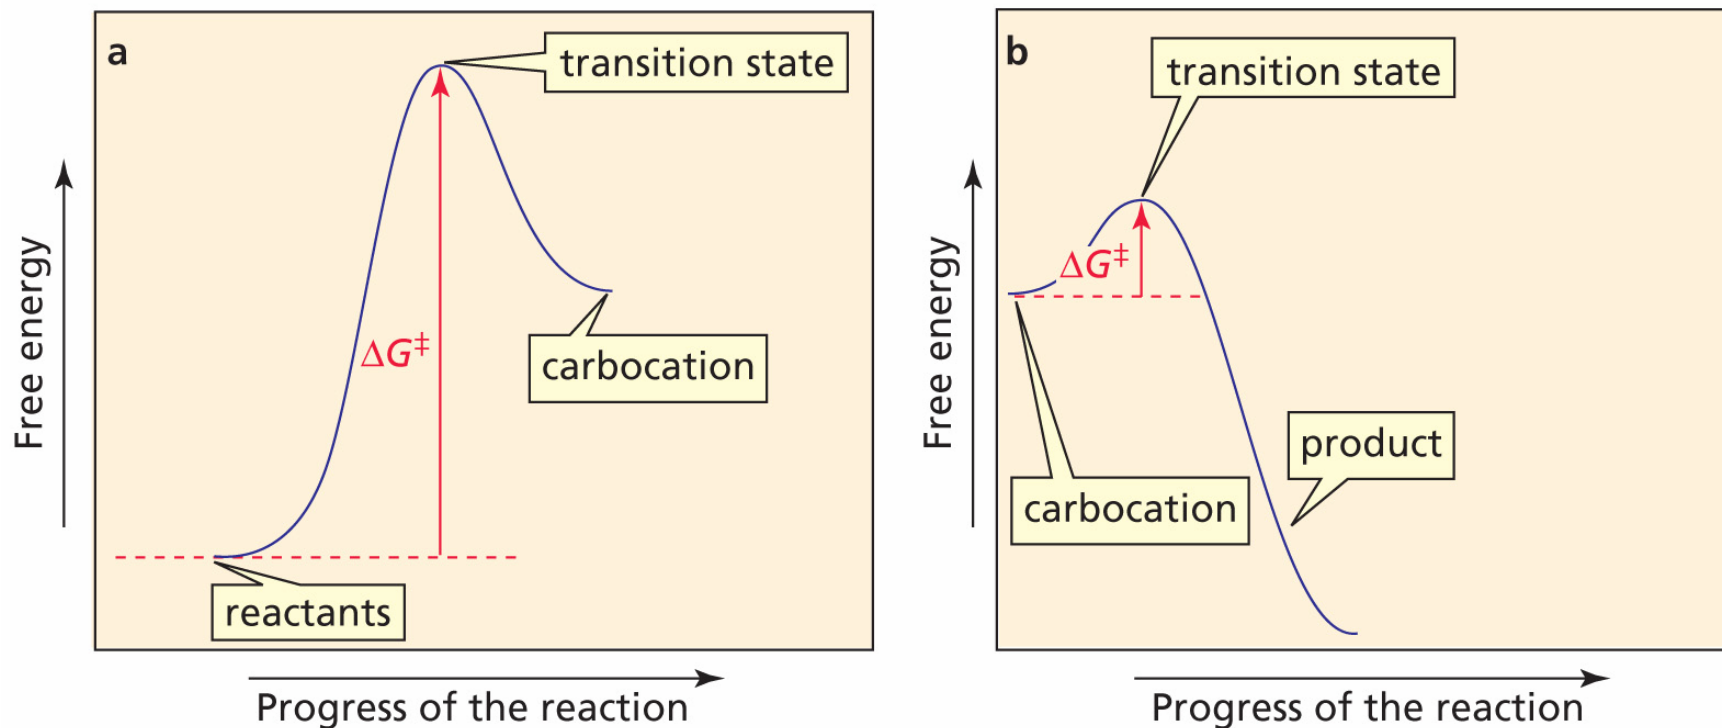 a
transition state
Free energy
ΔG‡
carbocation
reactants
Progress of the reaction
b
transition state
Free energy
ΔG‡
product
carbocation
Progress of the reaction